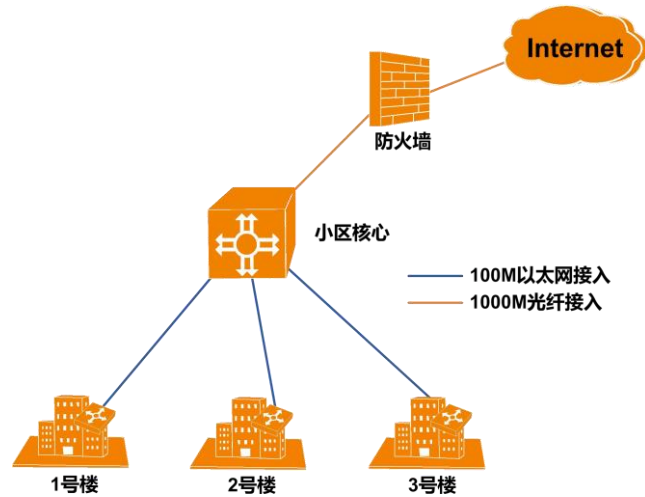 Internet
防火墙
小区核心
100M以太网接入
1000M光纤接入
1号楼
2号楼
3号楼